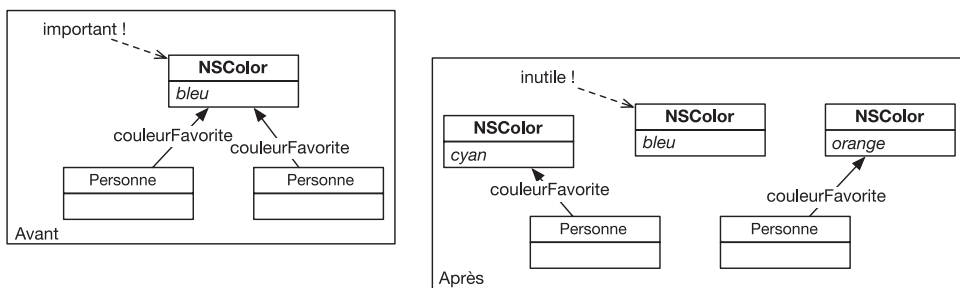 important !
NSColor
bleu
couleurFavorite
couleurFavorite
Personne
Personne
Avant
inutile !
NSColor
cyan
NSColor
bleu
NSColor
orange
couleurFavorite
couleurFavorite
Personne
Personne
Après